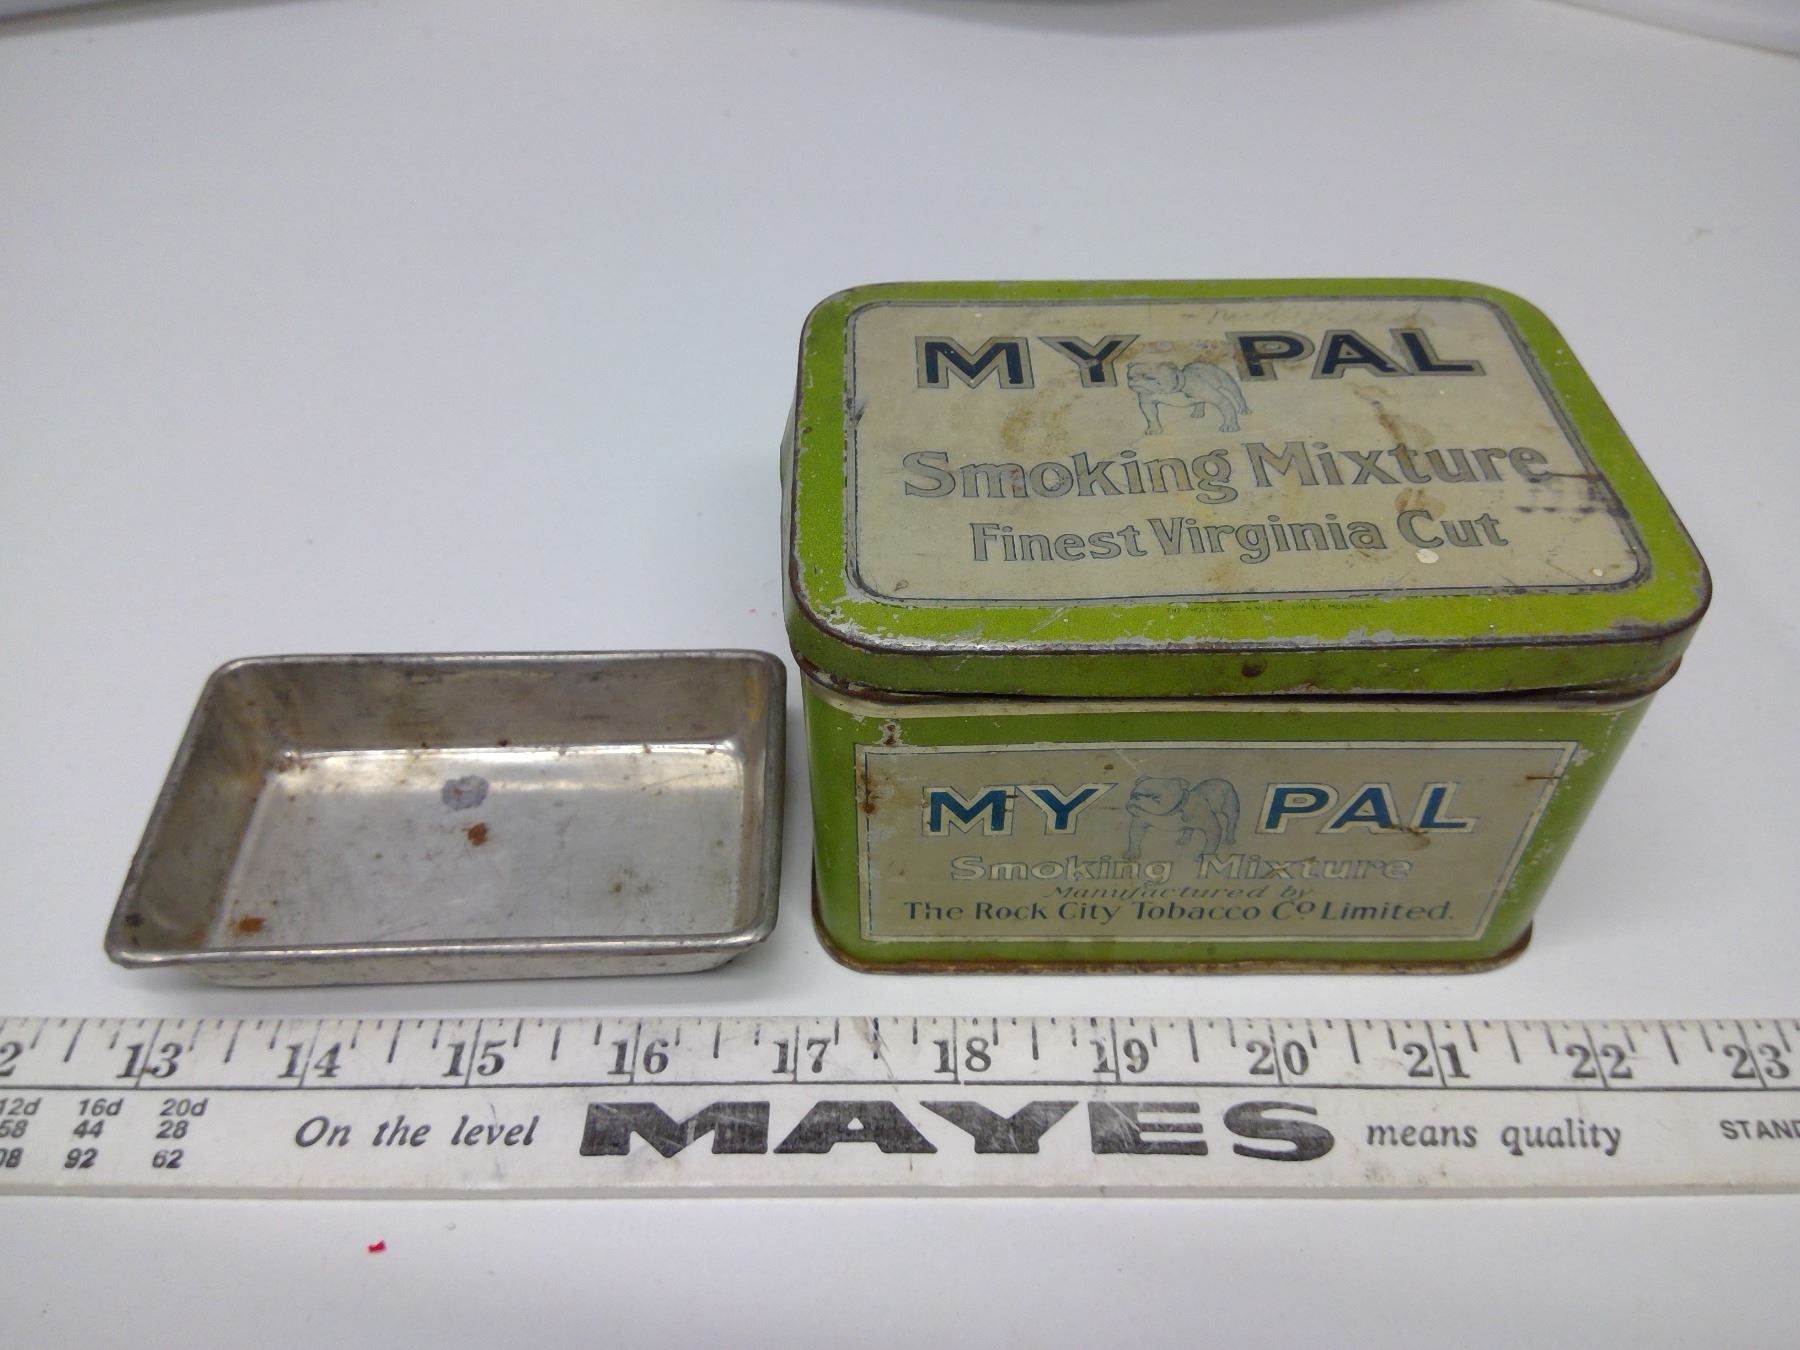 MY PAL
Smoking Mixture
Finest Virginia Cut
MY PAL
Smoking Mixture
Manufactured by
The Rock City Tobacco Co Limited.
2 13 14 15 16 17 18 19 20 21 22 23
12d 16d 20d
58 44 28
98 92 62
On the level MAYES means quality
STAND